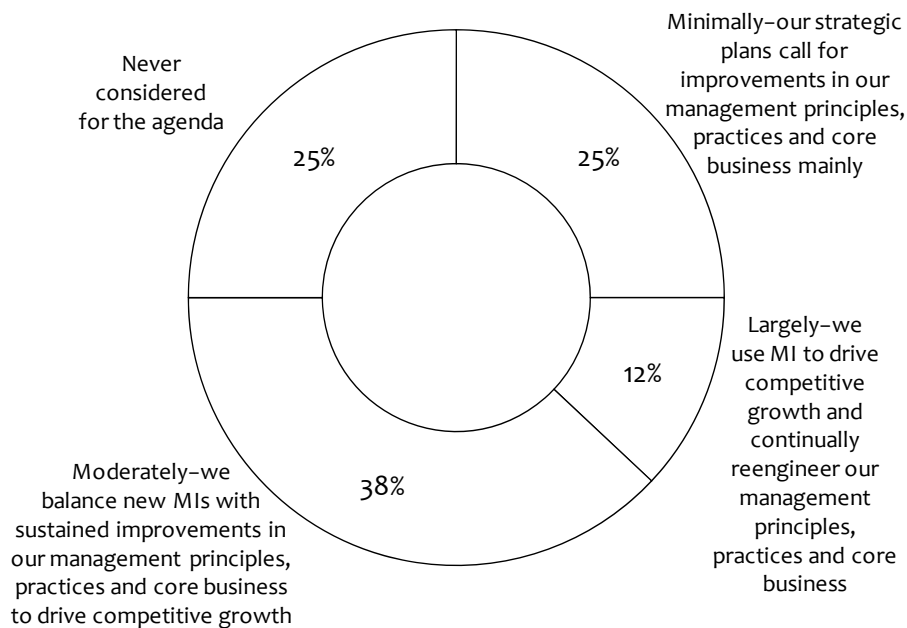 Never
considered
for the agenda
25%
Minimally–our strategic
plans call for
improvements in our
management principles,
practices and core
business mainly
25%
Largely–we
use MI to drive
competitive
growth and
continually
reengineer our
management
principles,
practices and core
business
12%
Moderately–we
balance new MIs with
sustained improvements in
our management principles,
practices and core business
to drive competitive growth
38%